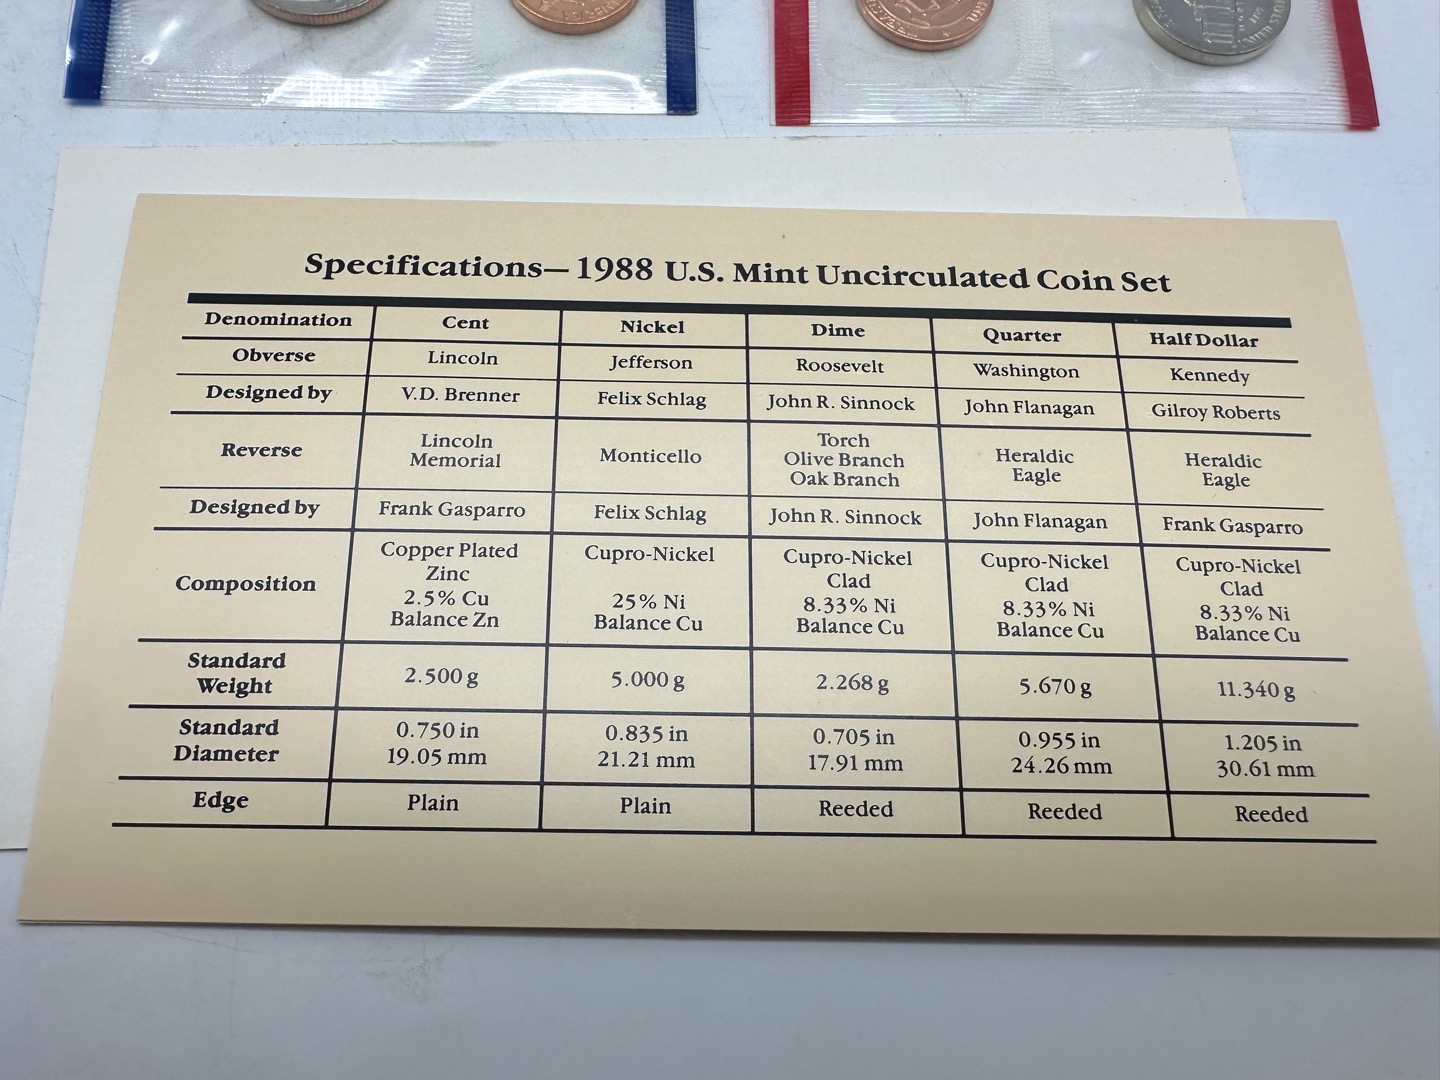 Specifications—1988 U.S. Mint Uncirculated Coin Set
Denomination Cent Nickel Dime Quarter Half Dollar
Obverse Lincoln Jefferson Roosevelt Washington Kennedy
Designed by V.D. Brenner Felix Schlag John R. Sinnock John Flanagan Gilroy Roberts
Reverse Lincoln Memorial Monticello Torch Olive Branch Oak Branch Heraldic Eagle Heraldic Eagle
Designed by Frank Gasparro Felix Schlag John R. Sinnock John Flanagan Frank Gasparro
Composition Copper Plated Zinc 2.5% Cu Balance Zn Cupro-Nickel 25% Ni Balance Cu Cupro-Nickel Clad 8.33% Ni Balance Cu Cupro-Nickel Clad 8.33% Ni Balance Cu Cupro-Nickel Clad 8.33% Ni Balance Cu
Standard Weight 2.500 g 5.000 g 2.268 g 5.670 g 11.340 g
Standard Diameter 0.750 in 19.05 mm 0.835 in 21.21 mm 0.705 in 17.91 mm 0.955 in 24.26 mm 1.205 in 30.61 mm
Edge Plain Plain Reeded Reeded Reeded